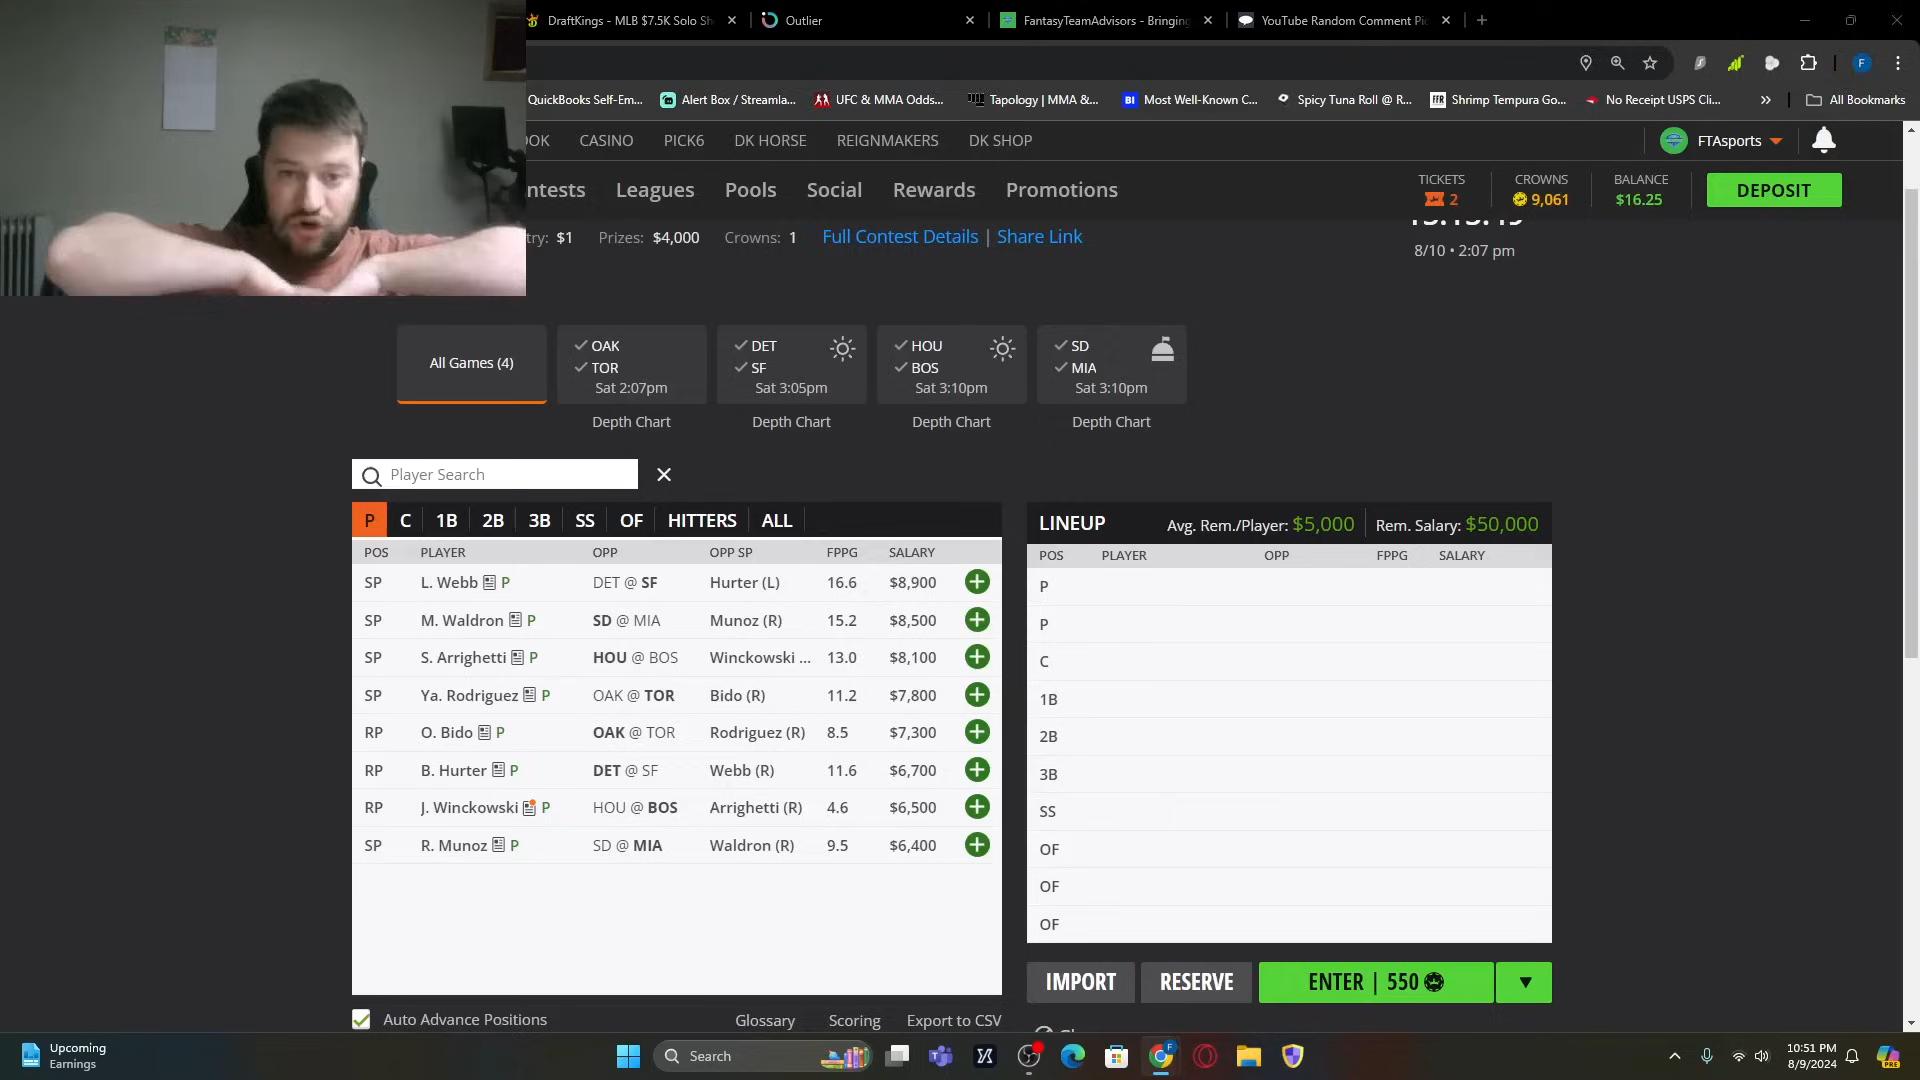 DraftKings - MLB $7.5K Solo Sh
Outlier
FantasyTeamAdvisors - Bringing
YouTube Random Comment Pic
QuickBooks Self-Em...
Alert Box / Streamla...
UFC & MMA Odds...
Tapology | MMA &...
Most Well-Known C...
Spicy Tuna Roll @ R...
Shrimp Tempura Go...
No Receipt USPS Cli...
All Bookmarks
OOK
CASINO
PICK6
DK HORSE
REIGNMAKERS
DK SHOP
FTAsports
ntests
Leagues
Pools
Social
Rewards
Promotions
TICKETS
2
CROWNS
9,061
BALANCE
$16.25
DEPOSIT
try: $1
Prizes: $4,000
Crowns: 1
Full Contest Details | Share Link
8/10 • 2:07 pm
All Games (4)
OAK
TOR
Sat 2:07pm
DET
SF
Sat 3:05pm
HOU
BOS
Sat 3:10pm
SD
MIA
Sat 3:10pm
Depth Chart
Depth Chart
Depth Chart
Depth Chart
Player Search
P C 1B 2B 3B SS OF HITTERS ALL
POS PLAYER OPP OPP SP FPPG SALARY
SP L. Webb P DET @ SF Hurter (L) 16.6 $8,900
SP M. Waldron P SD @ MIA Munoz (R) 15.2 $8,500
SP S. Arrighetti P HOU @ BOS Winckowski ... 13.0 $8,100
SP Ya. Rodriguez P OAK @ TOR Bido (R) 11.2 $7,800
RP O. Bido P OAK @ TOR Rodriguez (R) 8.5 $7,300
RP B. Hurter P DET @ SF Webb (R) 11.6 $6,700
RP J. Winckowski P HOU @ BOS Arrighetti (R) 4.6 $6,500
SP R. Munoz P SD @ MIA Waldron (R) 9.5 $6,400
LINEUP Avg. Rem./Player: $5,000 Rem. Salary: $50,000
POS PLAYER OPP FPPG SALARY
P
P
C
1B
2B
3B
SS
OF
OF
OF
IMPORT
RESERVE
ENTER | 550
Auto Advance Positions
Glossary
Scoring
Export to CSV
Upcoming
Earnings
Search
10:51 PM
8/9/2024